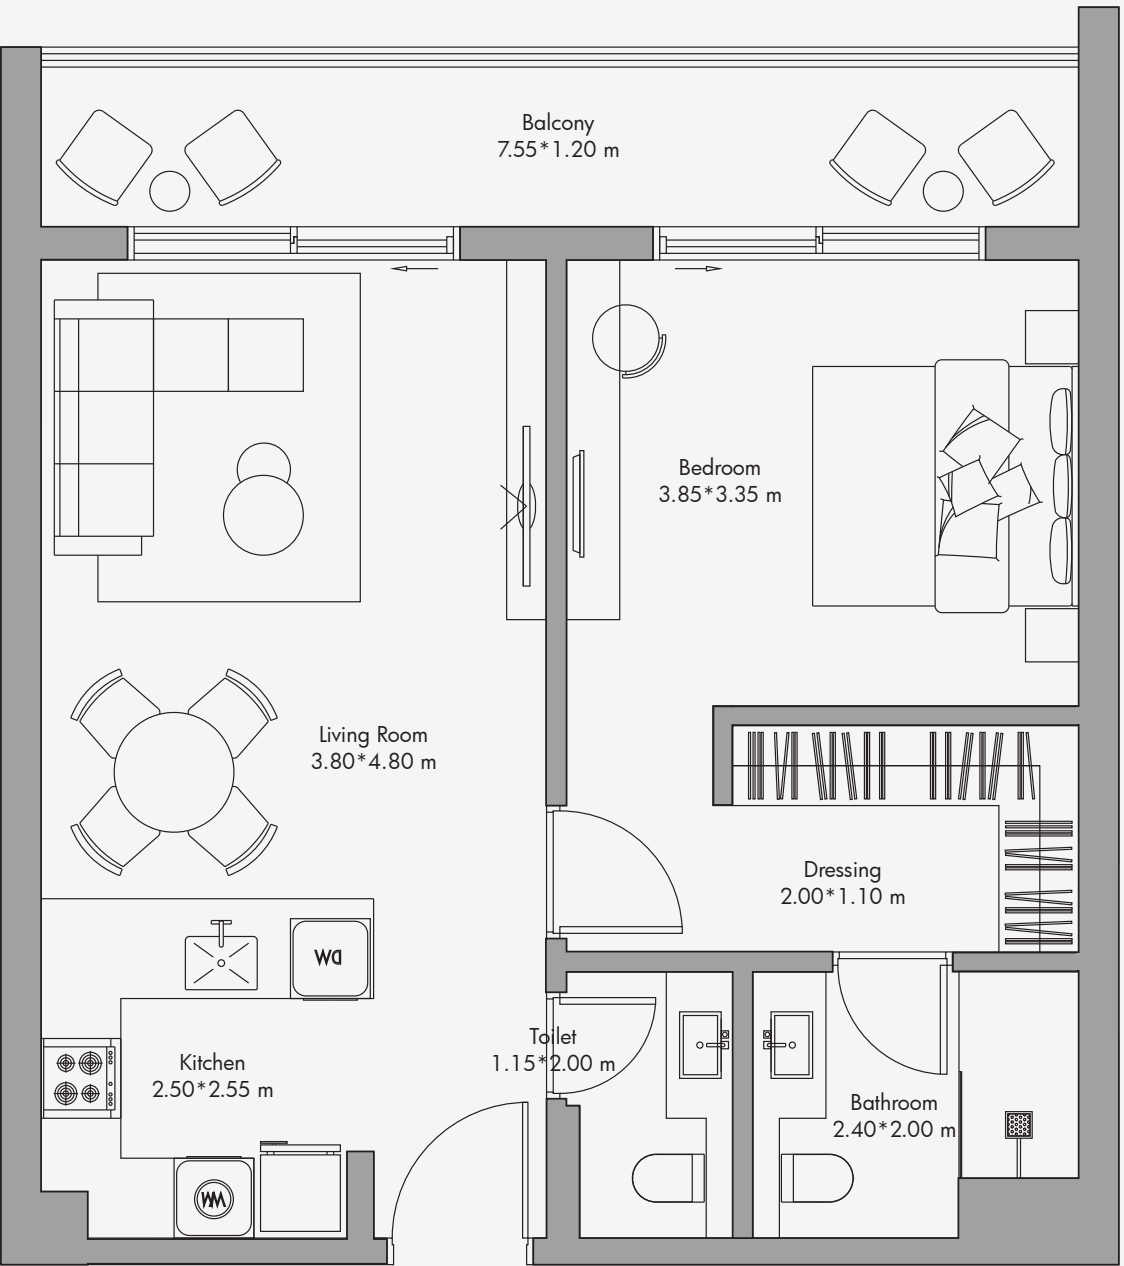 Balcony
7.55*1.20 m
Bedroom
3.85*3.35 m
Living Room
3.80*4.80 m
Dressing
2.00*1.10 m
DW
Toilet
1.15*2.00 m
Kitchen
2.50*2.55 m
Bathroom
2.40*2.00 m
WM